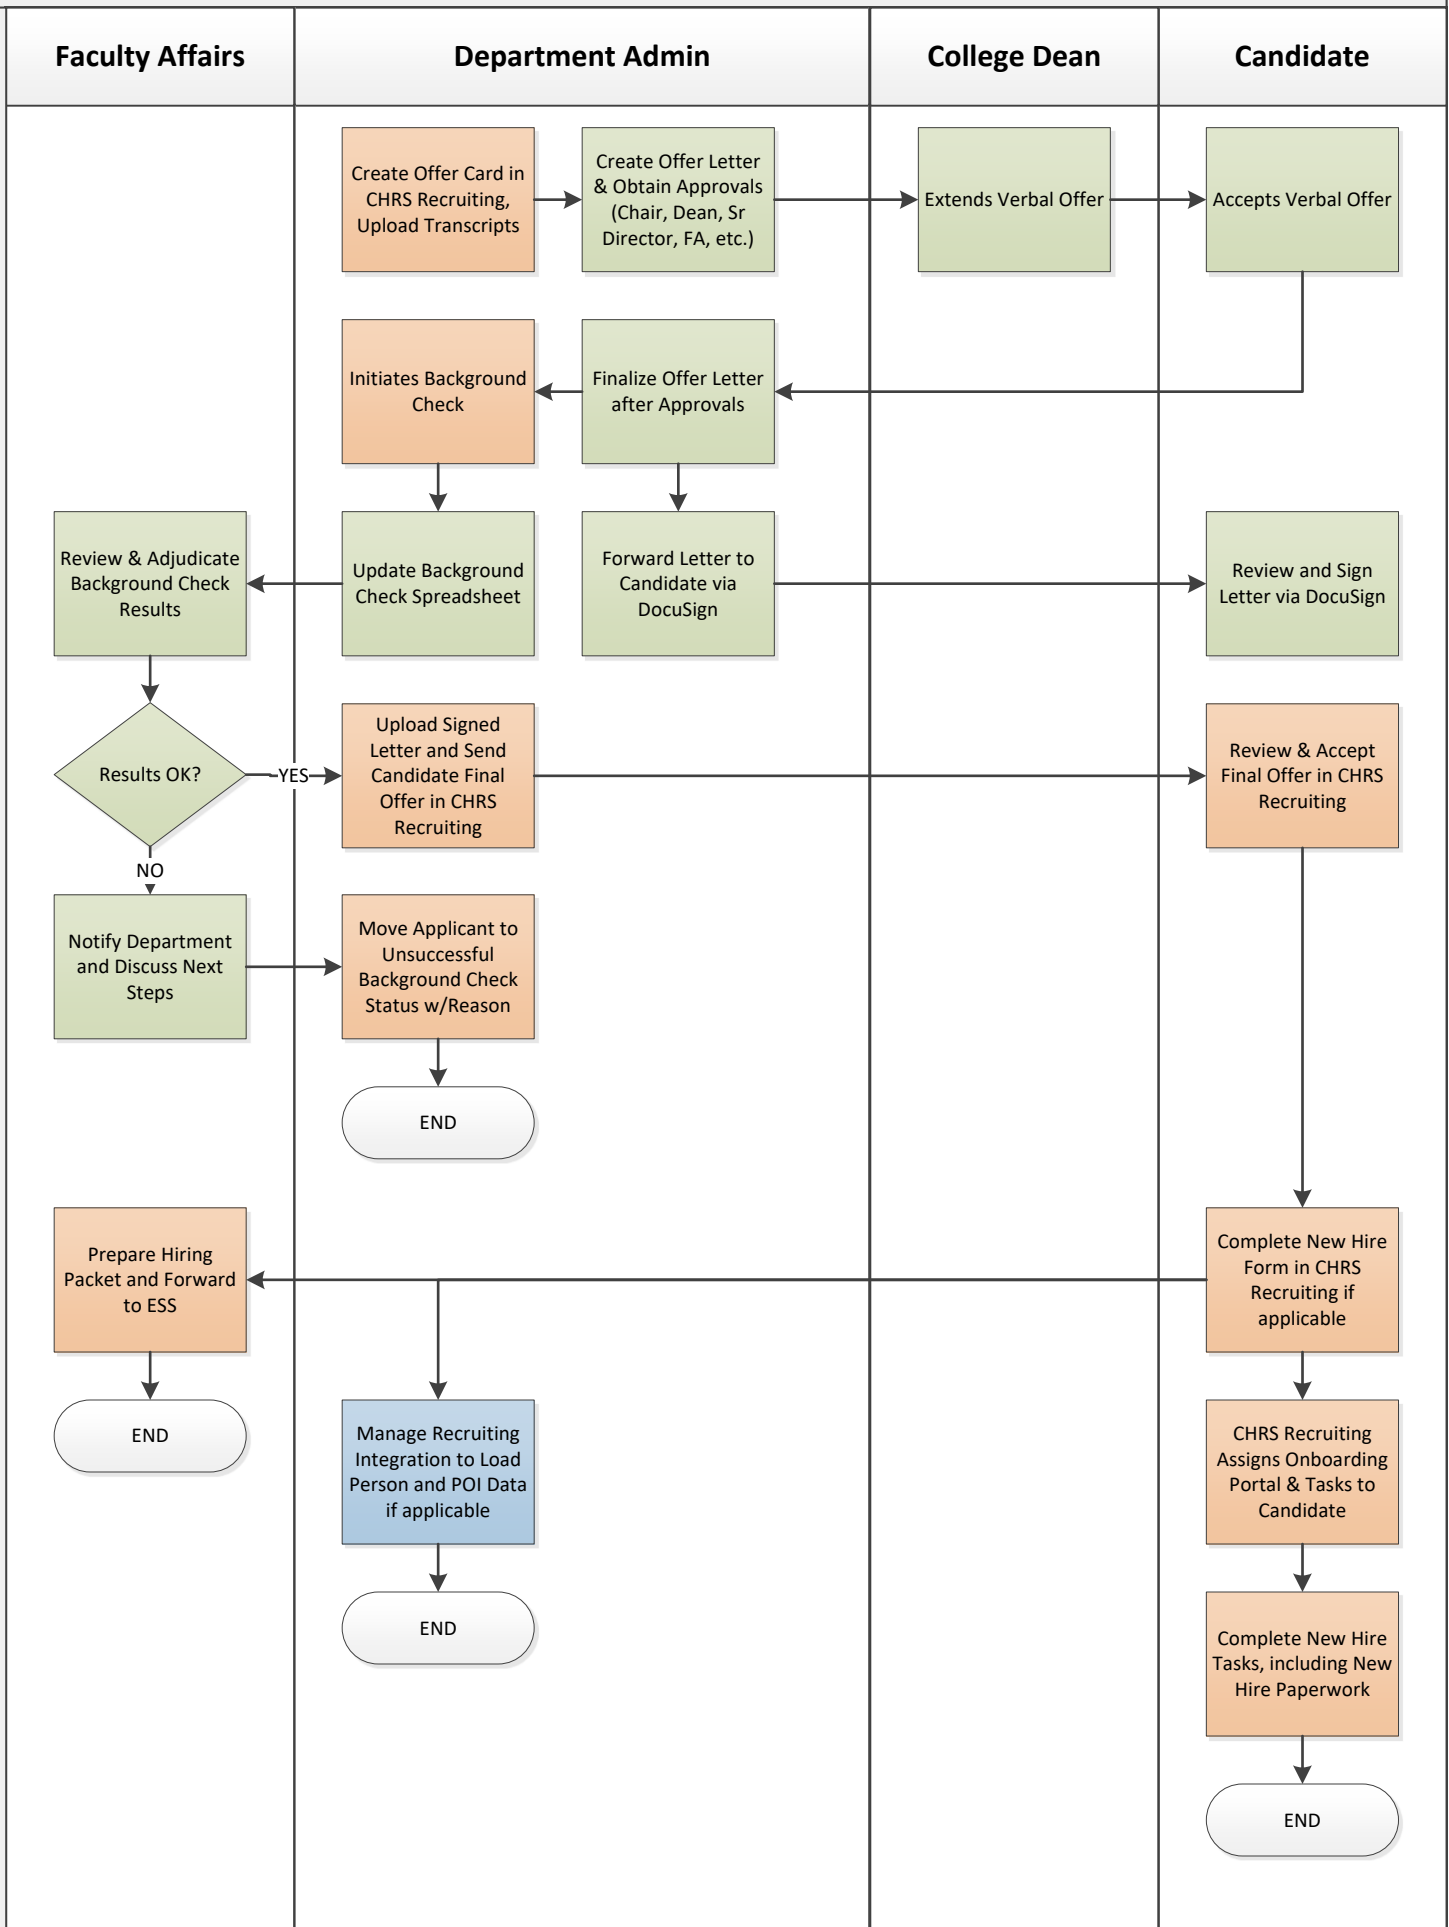 Faculty Affairs
Department Admin
College Dean
Candidate
Create Offer Card in
CHRS Recruiting,
Upload Transcripts
Create Offer Letter
& Obtain Approvals
(Chair, Dean, Sr
Director, FA, etc.)
Extends Verbal Offer
Accepts Verbal Offer
Initiates Background
Check
Finalize Offer Letter
after Approvals
Review & Adjudicate
Background Check
Results
Update Background
Check Spreadsheet
Forward Letter to
Candidate via
DocuSign
Review and Sign
Letter via DocuSign
Results OK?
YES
Upload Signed
Letter and Send
Candidate Final
Offer in CHRS
Recruiting
Review & Accept
Final Offer in CHRS
Recruiting
NO
Notify Department
and Discuss Next
Steps
Move Applicant to
Unsuccessful
Background Check
Status w/Reason
END
Prepare Hiring
Packet and Forward
to ESS
Complete New Hire
Form in CHRS
Recruiting if
applicable
END
Manage Recruiting
Integration to Load
Person and POI Data
if applicable
CHRS Recruiting
Assigns Onboarding
Portal & Tasks to
Candidate
END
Complete New Hire
Tasks, including New
Hire Paperwork
END